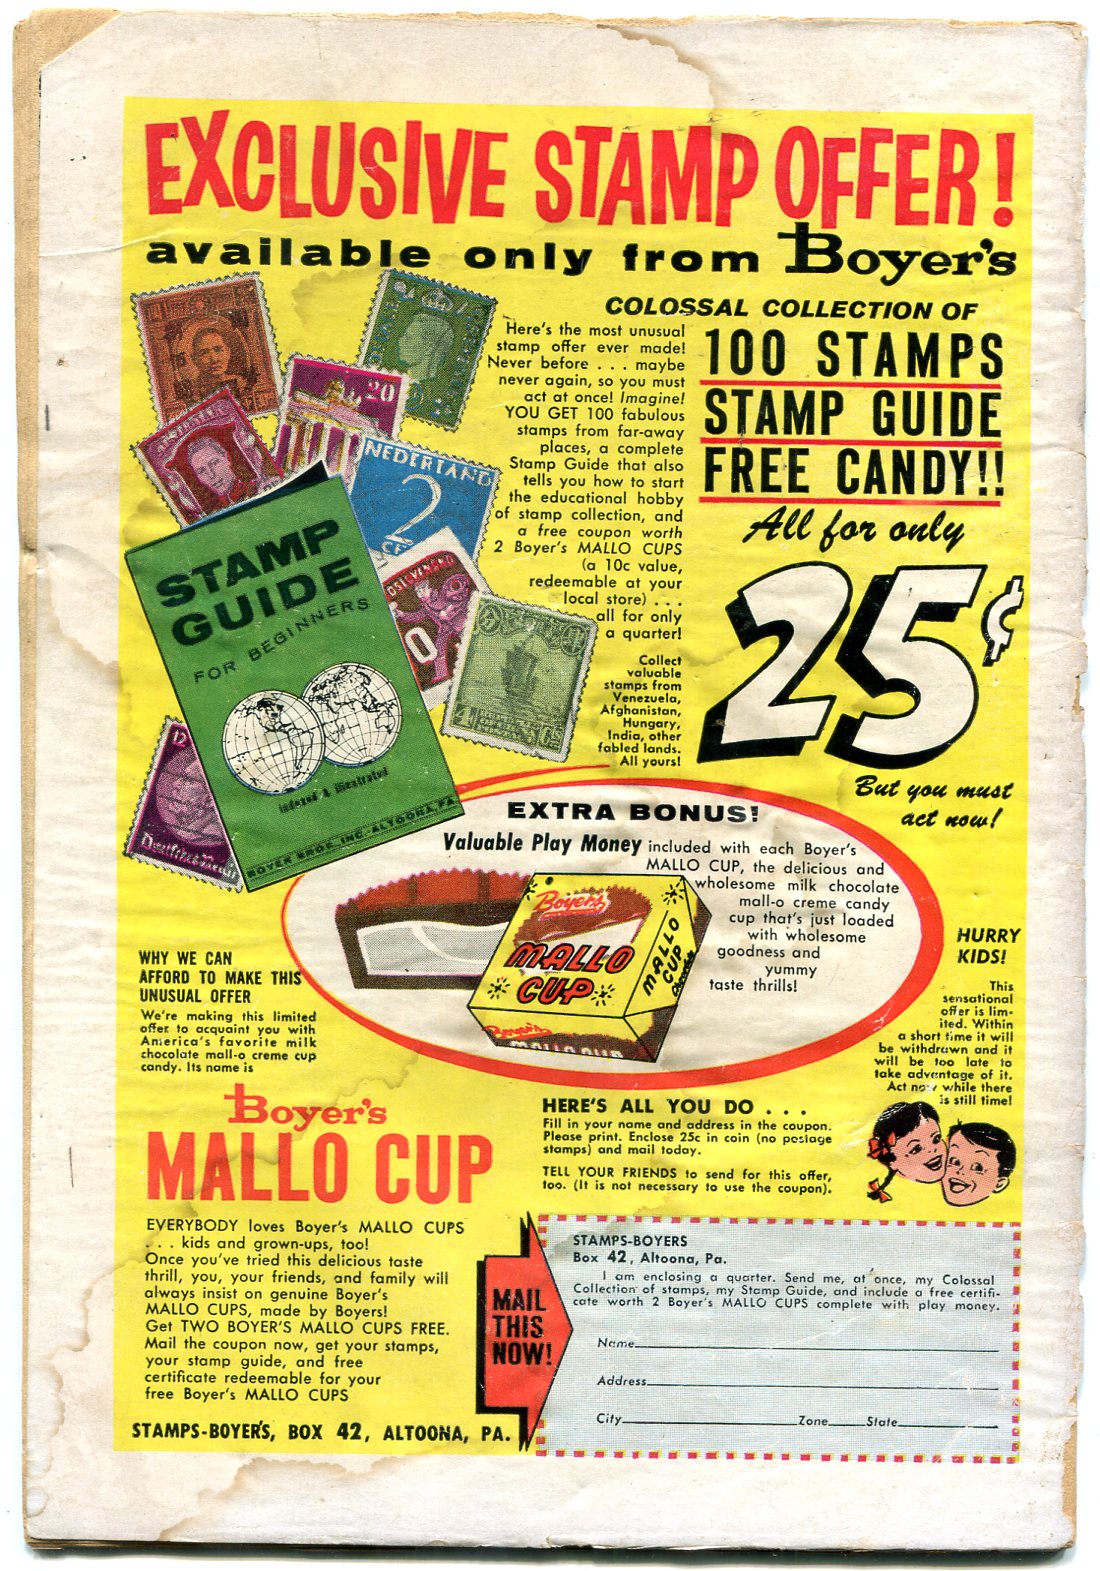 EXCLUSIVE STAMP OFFER!
available only from Boyer's
COLOSSAL COLLECTION OF
100 STAMPS
STAMP GUIDE
FREE CANDY!!
All for only
25¢
But you must
act now!
Here's the most unusual
stamp offer ever made!
Never before . . . maybe
never again, so you must
act at once! Imagine!
YOU GET 100 fabulous
stamps from far-away
places, a complete
Stamp Guide that also
tells you how to start
the educational hobby
of stamp collection, and
a free coupon worth
2 Boyer's MALLO CUPS
(a 10c value,
redeemable at your
local store) . . .
all for only
a quarter!
Collect
valuable
stamps from
Venezuela,
Afghanistan,
Hungary,
India, other
fabled lands.
All yours!
20
NEDERLAND
2
CE
0
12
Deutsches Reich
STAMP
GUIDE
FOR BEGINNERS
Indexed & Illustrated
BOYER BROS. INC.-ALTOONA, PA.
EXTRA BONUS!
Valuable Play Money included with each Boyer's
MALLO CUP, the delicious and
wholesome milk chocolate
mall-o creme candy
cup that's just loaded
with wholesome
goodness and
yummy
taste thrills!
Boyer's
MALLO
CUP
MALLO
CUP
Chocolate
Boyer's
MALLO CUP
HURRY
KIDS!
This
sensational
offer is lim-
ited. Within
a short time it will
be withdrawn and it
will be too late to
take advantage of it.
Act now while there
is still time!
WHY WE CAN
AFFORD TO MAKE THIS
UNUSUAL OFFER
We're making this limited
offer to acquaint you with
America's favorite milk
chocolate mall-o creme cup
candy. Its name is
Boyer's
MALLO CUP
EVERYBODY loves Boyer's MALLO CUPS
. . . kids and grown-ups, too!
Once you've tried this delicious taste
thrill, you, your friends, and family will
always insist on genuine Boyer's
MALLO CUPS, made by Boyers!
Get TWO BOYER'S MALLO CUPS FREE.
Mail the coupon now, get your stamps,
your stamp guide, and free
certificate redeemable for your
free Boyer's MALLO CUPS
STAMPS-BOYER'S, BOX 42, ALTOONA, PA.
HERE'S ALL YOU DO . . .
Fill in your name and address in the coupon.
Please print. Enclose 25c in coin (no postage
stamps) and mail today.
TELL YOUR FRIENDS to send for this offer,
too. (It is not necessary to use the coupon).
MAIL
THIS
NOW!
STAMPS-BOYERS
Box 42, Altoona, Pa.
I am enclosing a quarter. Send me, at once, my Colossal
Collection of stamps, my Stamp Guide, and include a free certifi-
cate worth 2 Boyer's MALLO CUPS complete with play money.
Name
Address
City Zone State